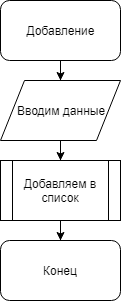 Добавление
Вводим данные
Добавляем в
список
Конец